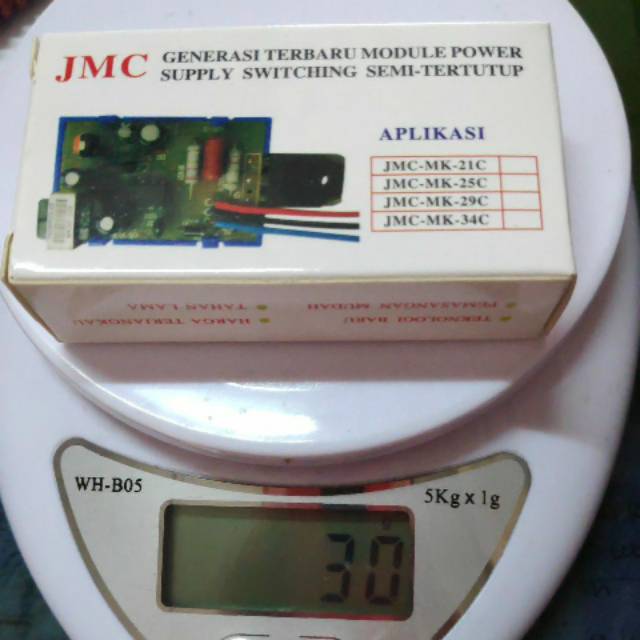 JMC
GENERASI TERBARU MODULE POWER
SUPPLY SWITCHING SEMI-TERTUTUP
APLIKASI
JMC-MK-21C
JMC-MK-25C
JMC-MK-29C
JMC-MK-34C
TEKNOLOGI BARU
PEMASANGAN MUDAH
HARGA TERJANGKAU
TAHAN LAMA
WH-B05
5Kg x 1g
30